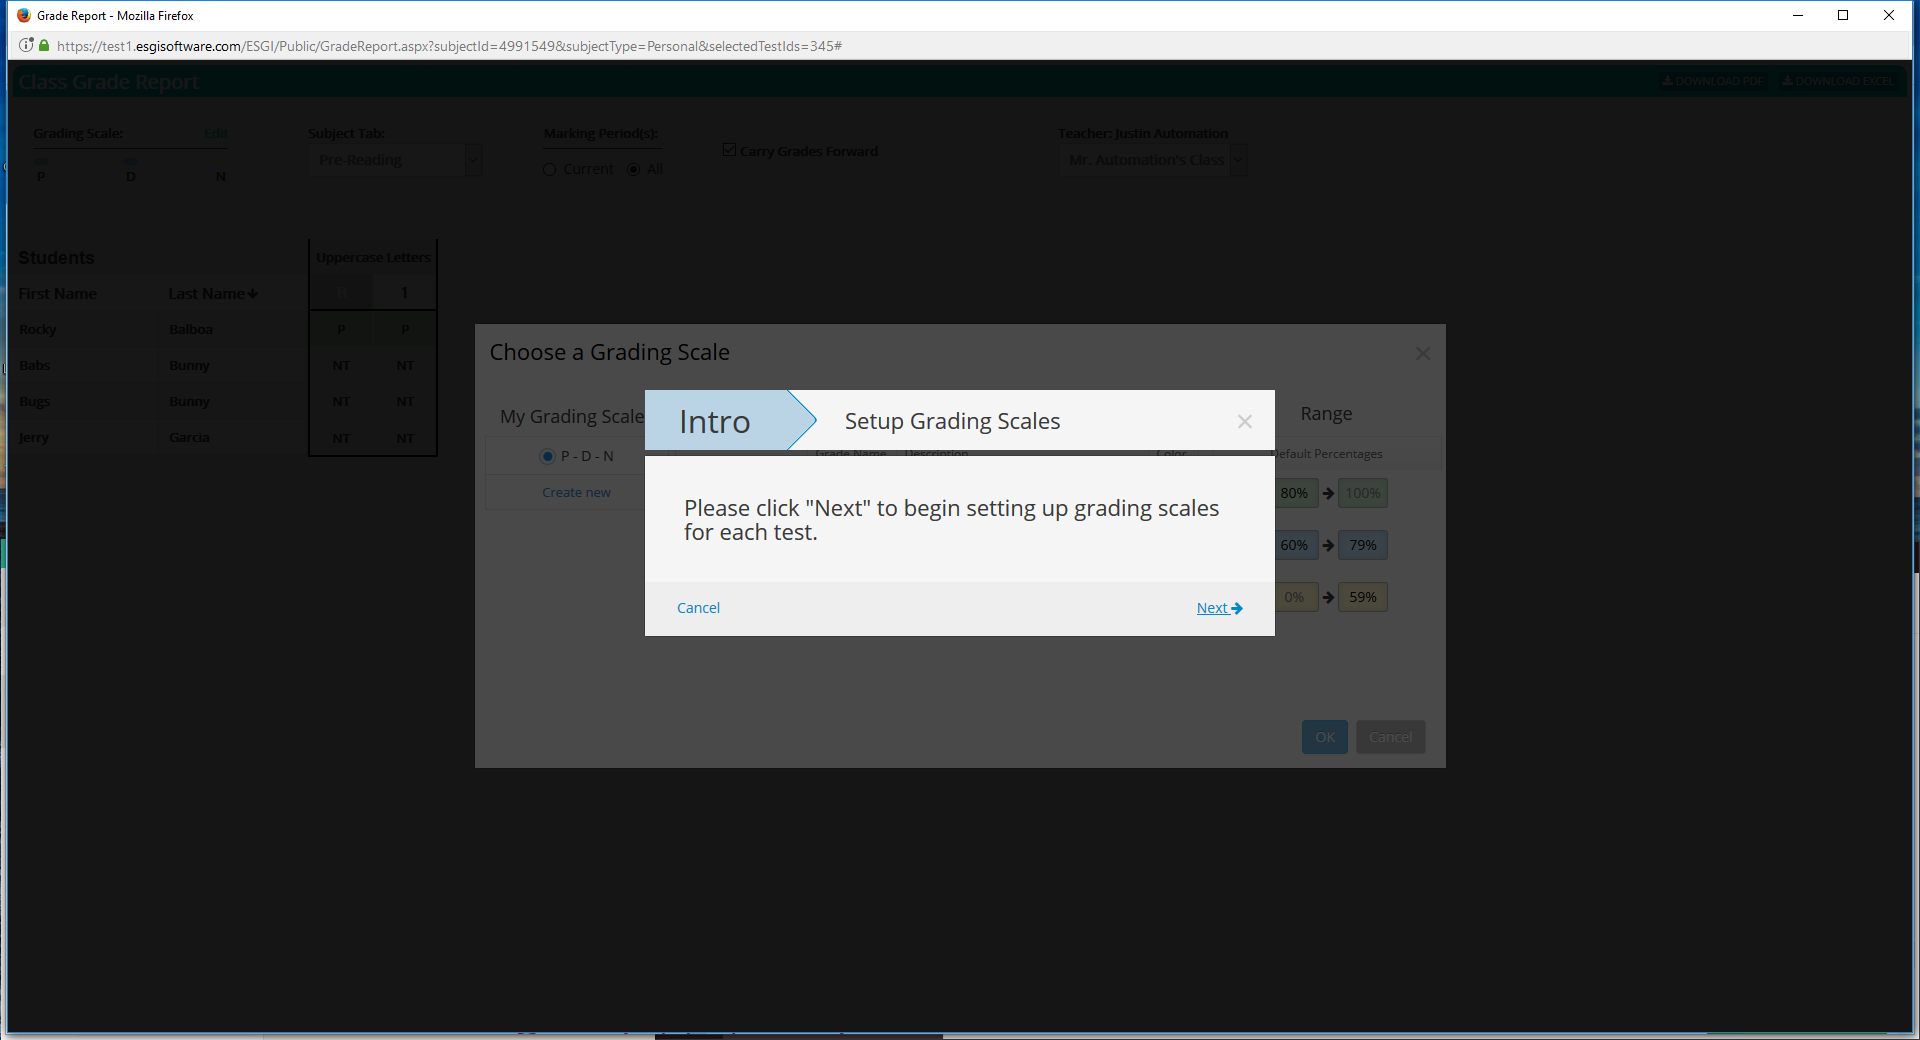 Grade Report - Mozilla Firefox
https://test1.esgisoftware.com/ESGI/Public/GradeReport.aspx?subjectId=4991549&subjectType=Personal&selectedTestIds=345#
Class Grade Report
DOWNLOAD PDF DOWNLOAD EXCEL
Grading Scale: Edit Subject Tab: Marking Period(s): Carry Grades Forward Teacher: Justin Automation
P D N Pre-Reading Current All Mr. Automation's Class
Students Uppercase Letters
First Name Last Name 0 1
Rocky Balboa P P
Babs Bunny NT NT
Bugs Bunny NT NT
Jerry Garcia NT NT
Choose a Grading Scale
My Grading Scale Range
P - D - N Grade Name Description Color Default Percentages
Create new 80% 100%
60% 79%
0% 59%
OK Cancel
Intro Setup Grading Scales
Please click "Next" to begin setting up grading scales
for each test.
Cancel Next